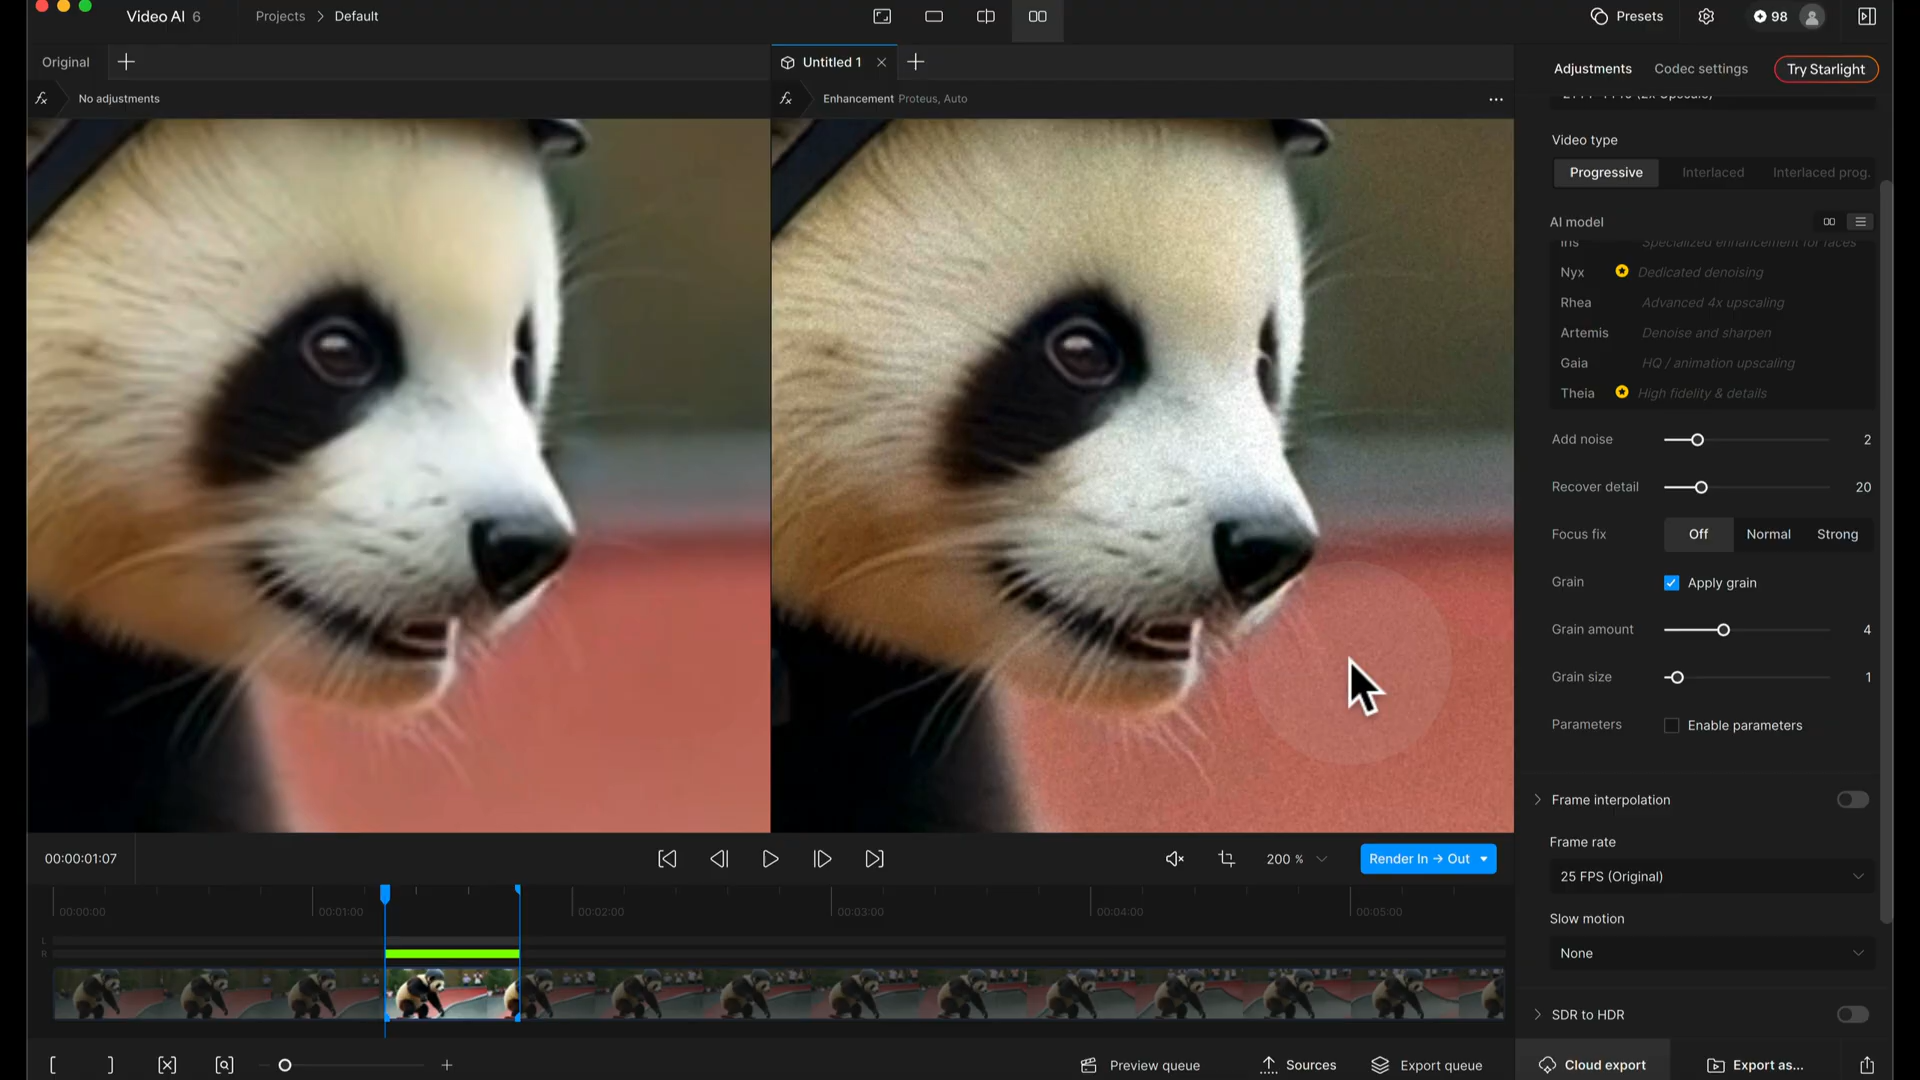 Video AI 6
Projects > Default
Presets
98
Original
Untitled 1
Adjustments
Codec settings
Try Starlight
No adjustments
Enhancement Proteus, Auto
Video type
Progressive
Interlaced
Interlaced prog.
AI model
Iris Specialized enhancement for faces
Nyx Dedicated denoising
Rhea Advanced 4x upscaling
Artemis Denoise and sharpen
Gaia HQ / animation upscaling
Theia High fidelity & details
Add noise 2
Recover detail 20
Focus fix Off Normal Strong
Grain Apply grain
Grain amount 4
Grain size 1
Parameters Enable parameters
Frame interpolation
Frame rate
25 FPS (Original)
Slow motion
None
SDR to HDR
00:00:01:07
200 %
Render In → Out
00:00:00
00:01:00
00:02:00
00:03:00
00:04:00
00:05:00
L
R
Preview queue
Sources
Export queue
Cloud export
Export as...